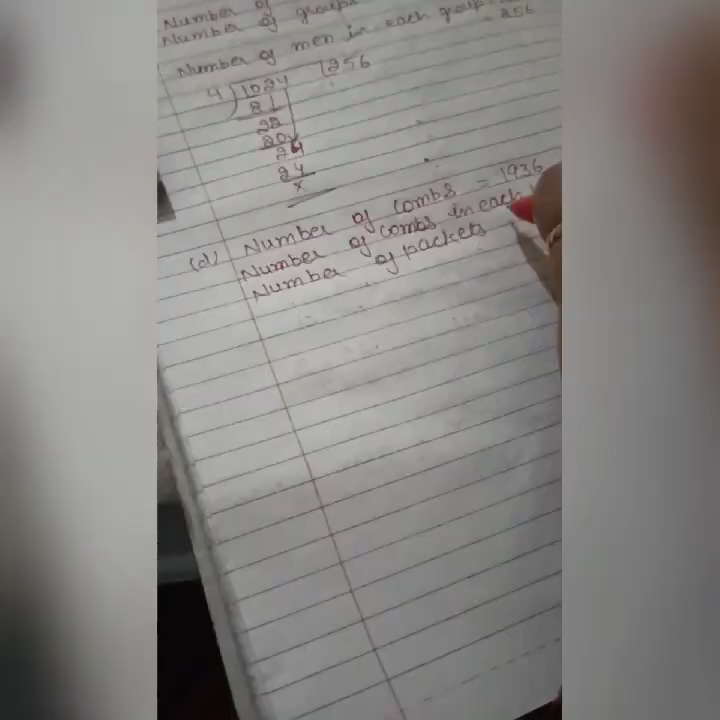 Number of
Number of groups
Number of men in each group
= 256
4 1024 256
8
22
20
24
24
x
(d) Number of combs = 1936
Number of combs in each
Number of packets